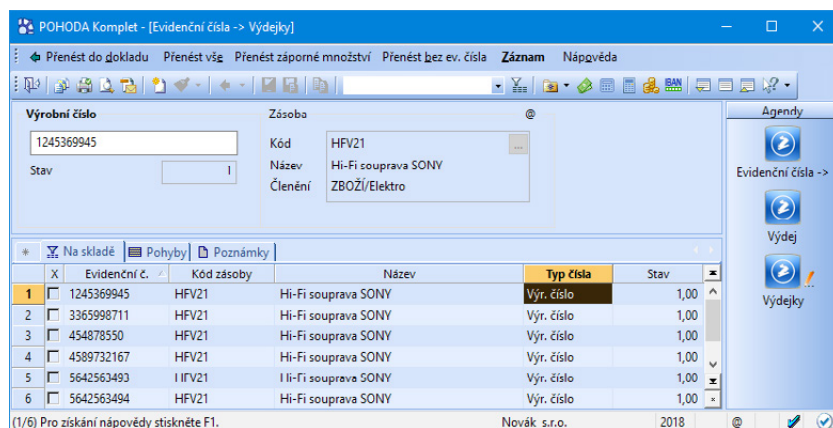 POHODA Komplet - [Evidenční čísla -> Výdejky]
Přenést do dokladu Přenést vše Přenést záporné množství Přenést bez ev. čísla Záznam Nápověda
IBAN
Výrobní číslo
1245369945
Stav 1
Zásoba @
Kód HFV21 ...
Název Hi-Fi souprava SONY
Členění ZBOŽÍ/Elektro
Agendy
Evidenční čísla ->
Výdej
Výdejky
* Na skladě Pohyby Poznámky
X Evidenční č. Kód zásoby Název Typ čísla Stav
1 1245369945 HFV21 Hi-Fi souprava SONY Výr. číslo 1,00
2 3365998711 HFV21 Hi-Fi souprava SONY Výr. číslo 1,00
3 454878550 HFV21 Hi-Fi souprava SONY Výr. číslo 1,00
4 4589732167 HFV21 Hi-Fi souprava SONY Výr. číslo 1,00
5 5642563493 HFV21 Hi-Fi souprava SONY Výr. číslo 1,00
6 5642563494 HFV21 Hi-Fi souprava SONY Výr. číslo 1,00
(1/6) Pro získání nápovědy stiskněte F1. Novák s.r.o. 2018 @